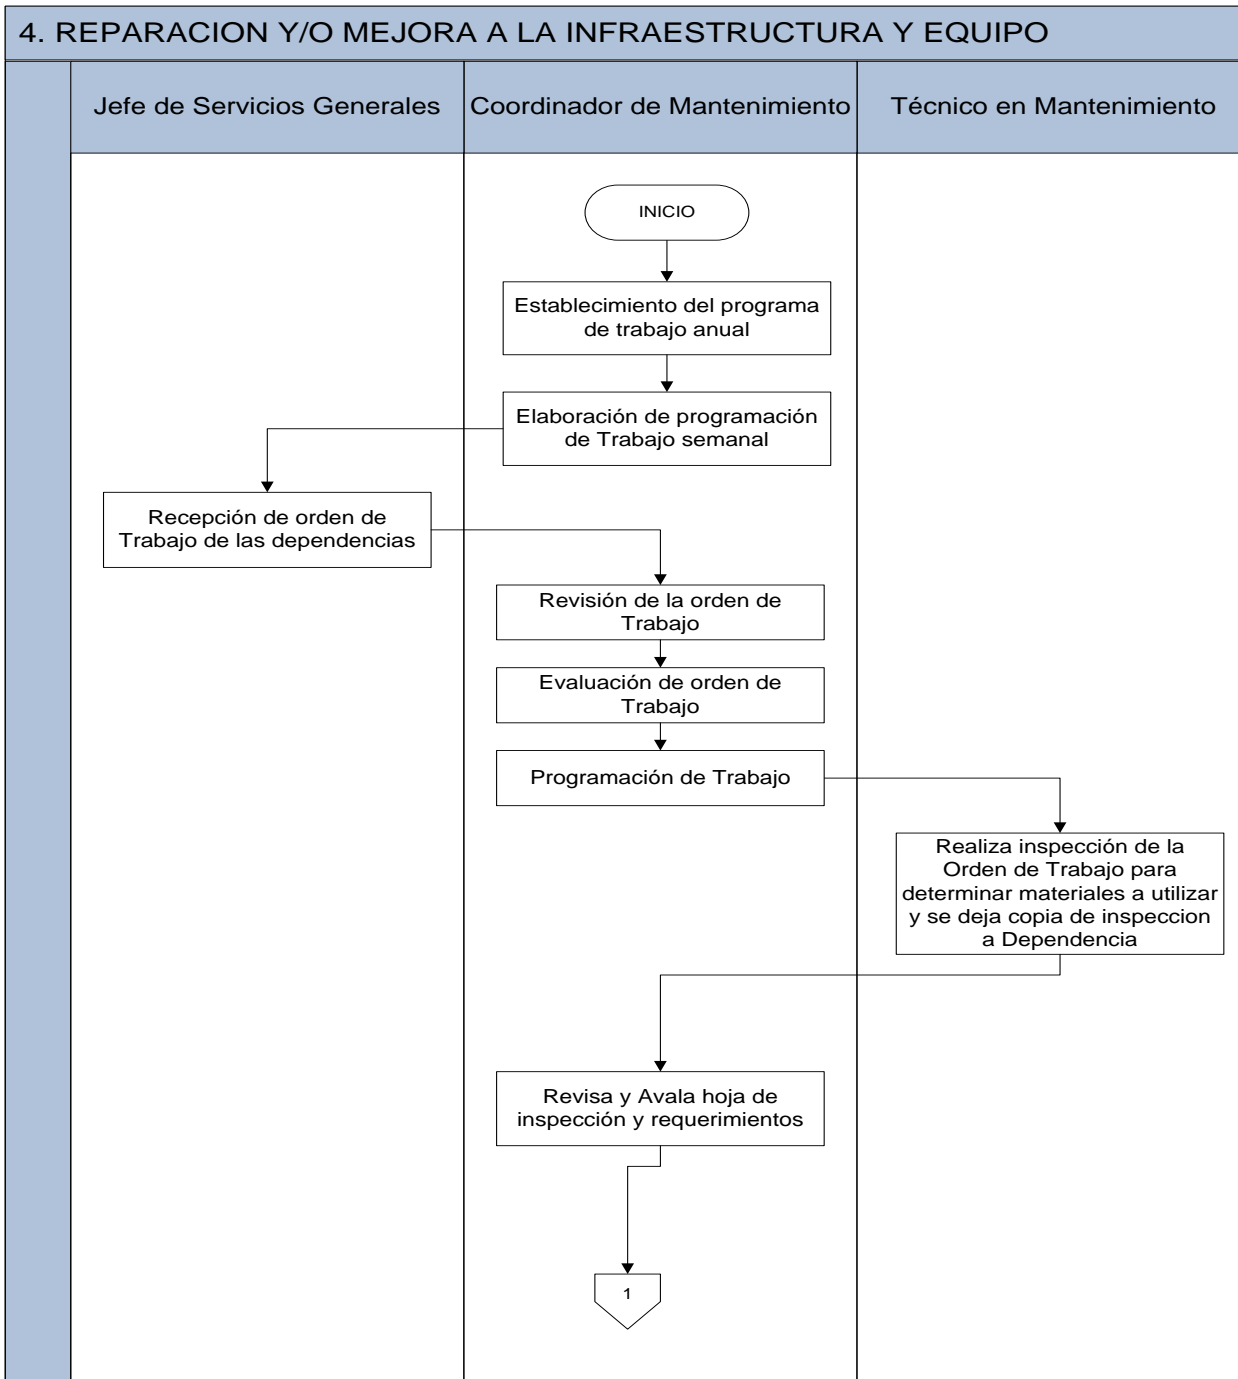 4. REPARACION Y/O MEJORA A LA INFRAESTRUCTURA Y EQUIPO
Jefe de Servicios Generales
Coordinador de Mantenimiento
Técnico en Mantenimiento
INICIO
Establecimiento del programa
de trabajo anual
Elaboración de programación
de Trabajo semanal
Recepción de orden de
Trabajo de las dependencias
Revisión de la orden de
Trabajo
Evaluación de orden de
Trabajo
Programación de Trabajo
Realiza inspección de la
Orden de Trabajo para
determinar materiales a utilizar
y se deja copia de inspeccion
a Dependencia
Revisa y Avala hoja de
inspección y requerimientos
1